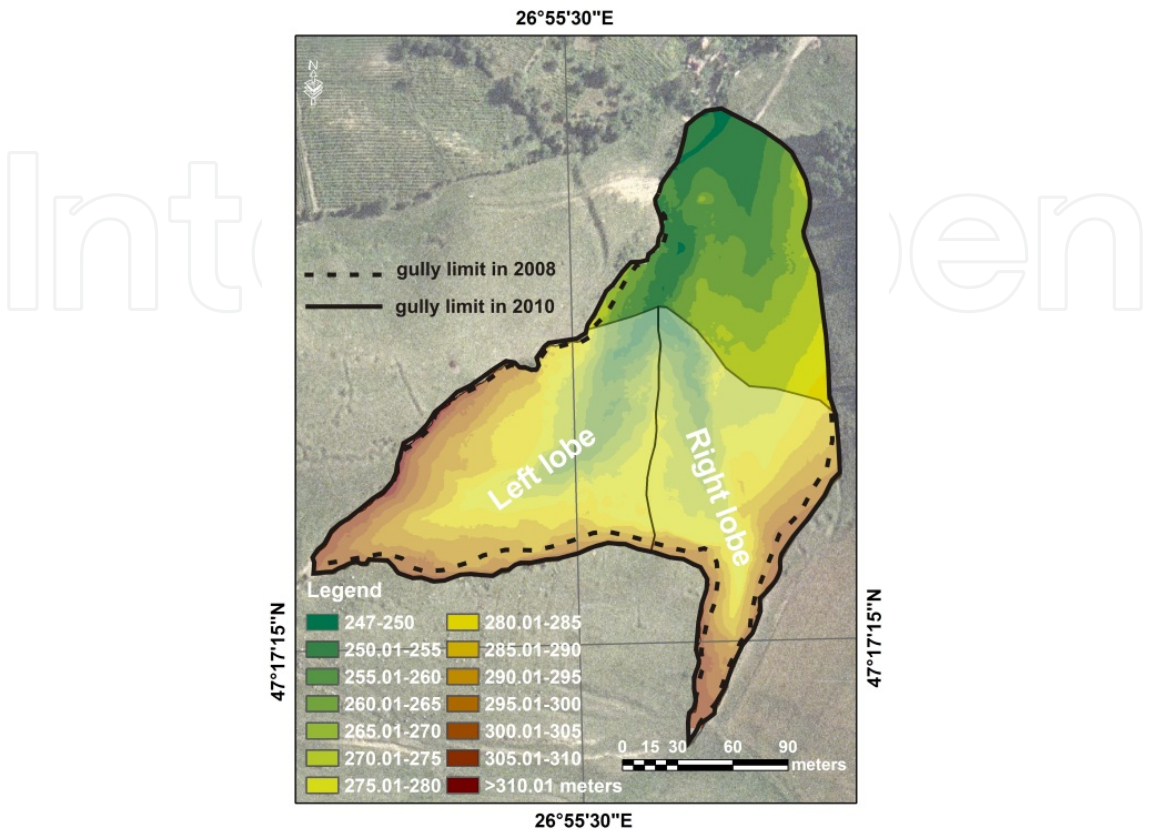 26°55'30"E
N
gully limit in 2008
gully limit in 2010
Left lobe
Right lobe
Legend
247-250
250.01-255
255.01-260
260.01-265
265.01-270
270.01-275
275.01-280
280.01-285
285.01-290
290.01-295
295.01-300
300.01-305
305.01-310
>310.01 meters
0 15 30 60 90
meters
47°17'15"N
47°17'15"N
26°55'30"E